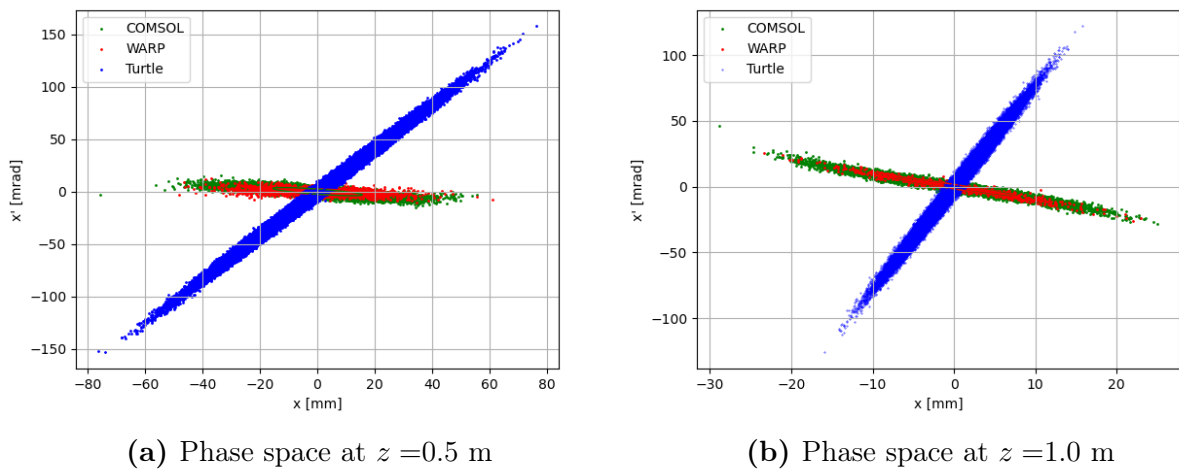 COMSOL
WARP
Turtle
150
100
50
0
−50
−100
−150
x' [mrad]
−80
−60
−40
−20
0
20
40
60
80
x [mm]
(a) Phase space at z =0.5 m
COMSOL
WARP
Turtle
100
50
0
−50
−100
x' [mrad]
−30
−20
−10
0
10
20
x [mm]
(b) Phase space at z =1.0 m